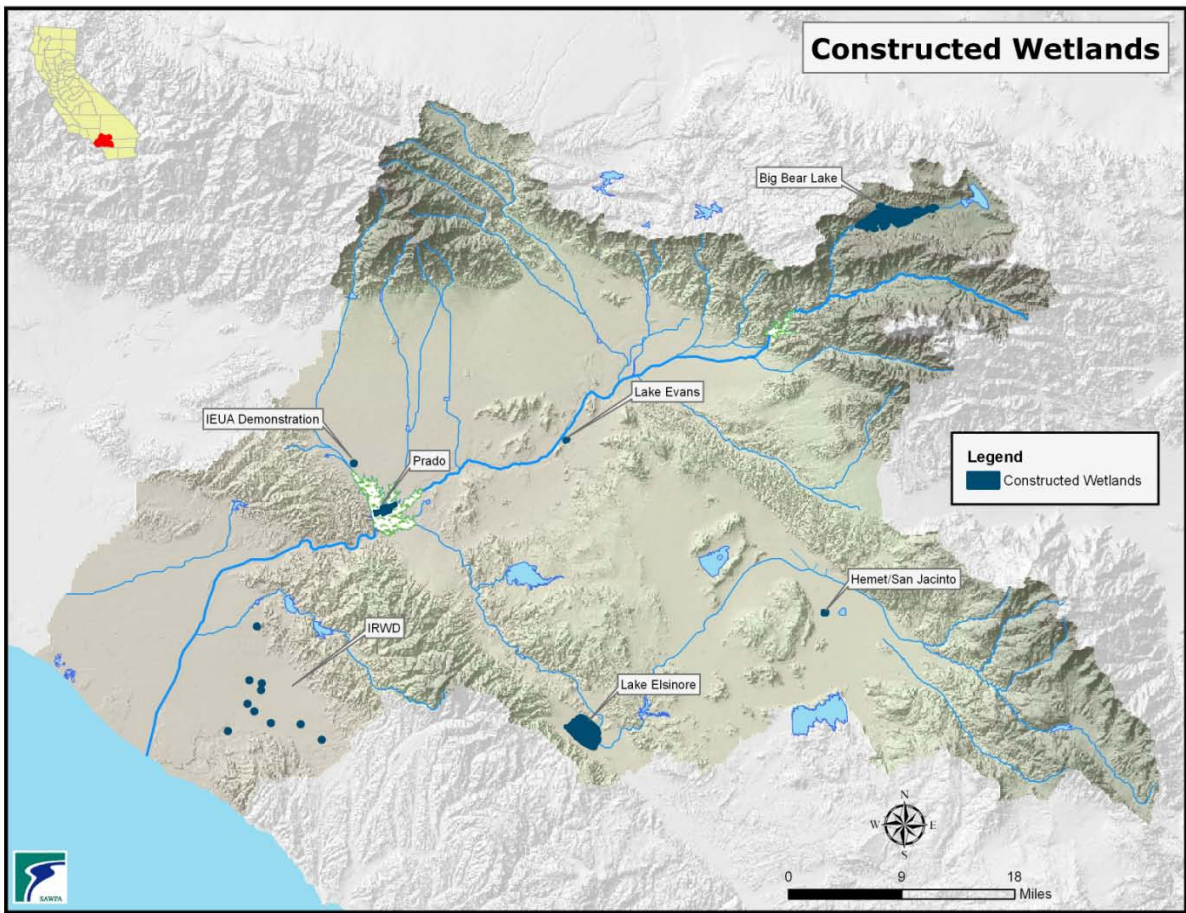 Constructed Wetlands
Big Bear Lake
Lake Evans
IEUA Demonstration
Prado
Legend
Constructed Wetlands
Hemet/San Jacinto
IRWD
Lake Elsinore
N
W
E
S
0
9
18
Miles
SAWPA